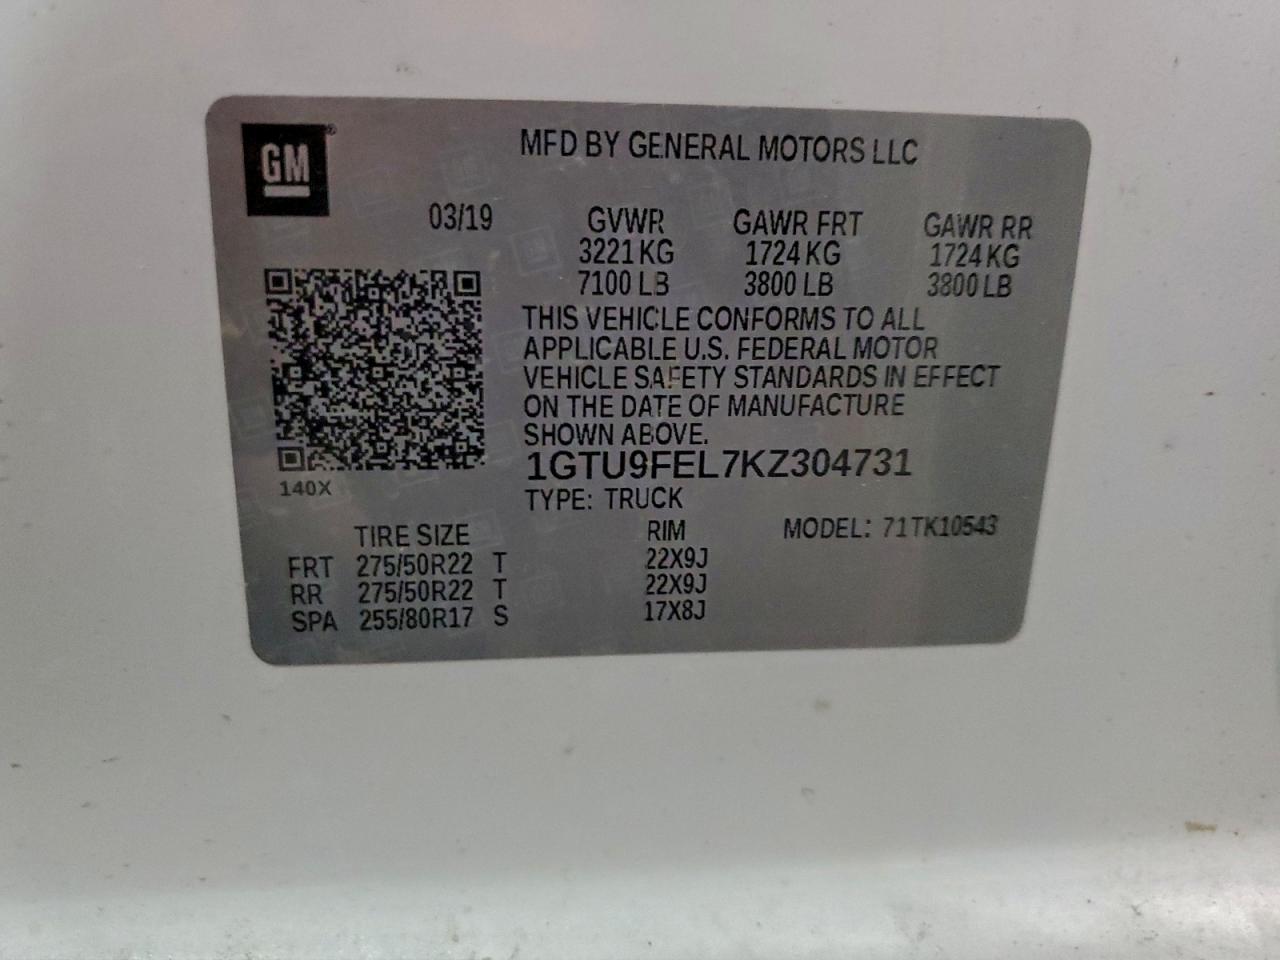 GM®
MFD BY GENERAL MOTORS LLC
03/19 GVWR GAWR FRT GAWR RR
3221 KG 1724 KG 1724 KG
7100 LB 3800 LB 3800 LB
THIS VEHICLE CONFORMS TO ALL
APPLICABLE U.S. FEDERAL MOTOR
VEHICLE SAFETY STANDARDS IN EFFECT
ON THE DATE OF MANUFACTURE
SHOWN ABOVE.
1GTU9FEL7KZ304731
140X
TYPE: TRUCK
TIRE SIZE RIM MODEL: 71TK10543
FRT 275/50R22 T 22X9J
RR 275/50R22 T 22X9J
SPA 255/80R17 S 17X8J